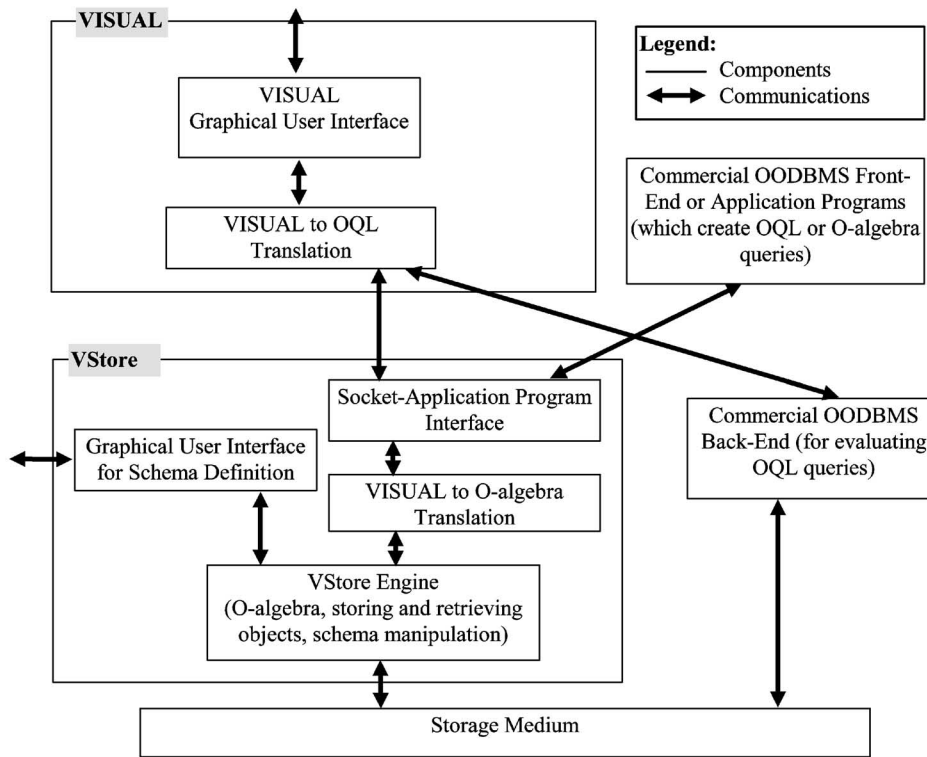 VISUAL
VISUAL
Graphical User Interface
VISUAL to OQL
Translation
Legend:
Components
Communications
Commercial OODBMS Front-
End or Application Programs
(which create OQL or O-algebra
queries)
VStore
Socket-Application Program
Interface
Graphical User Interface
for Schema Definition
VISUAL to O-algebra
Translation
VStore Engine
(O-algebra, storing and retrieving
objects, schema manipulation)
Commercial OODBMS
Back-End (for evaluating
OQL queries)
Storage Medium